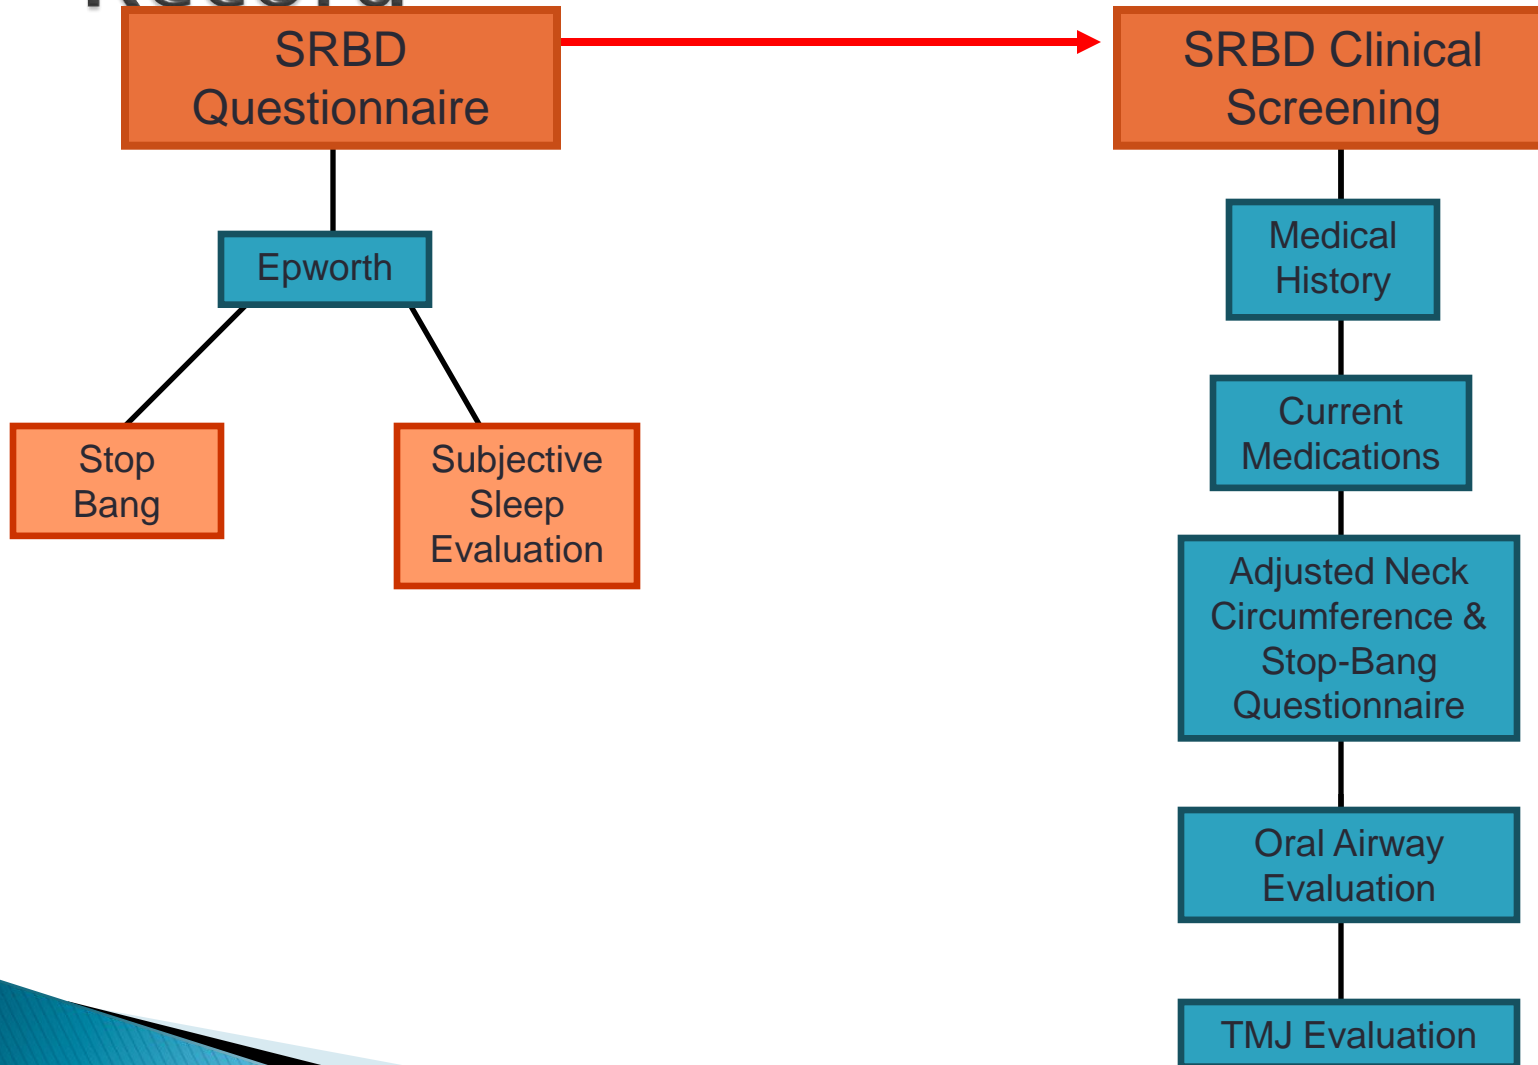 Record
SRBD
Questionnaire
Epworth
Stop
Bang
Subjective
Sleep
Evaluation
SRBD Clinical
Screening
Medical
History
Current
Medications
Adjusted Neck
Circumference &
Stop-Bang
Questionnaire
Oral Airway
Evaluation
TMJ Evaluation